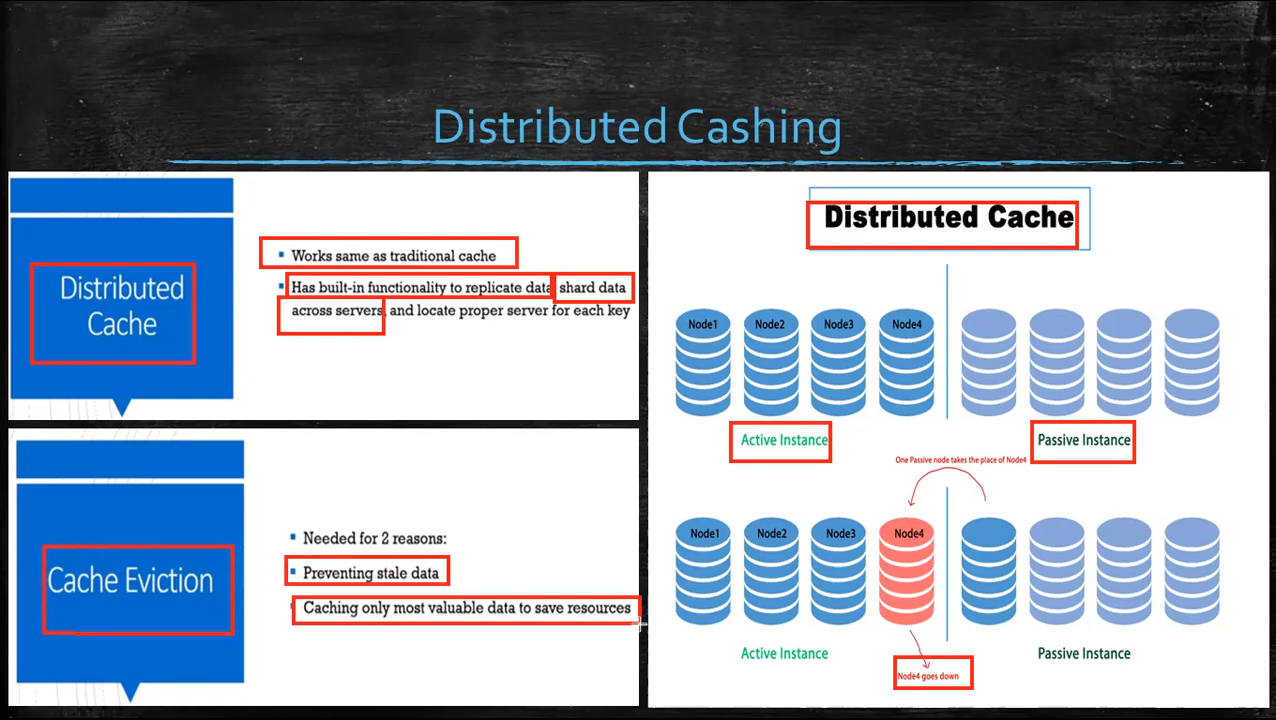 Distributed Cashing
Distributed
Cache
Works same as traditional cache
Has built-in functionality to replicate data, shard data
across servers, and locate proper server for each key
Cache Eviction
Needed for 2 reasons:
Preventing stale data
Caching only most valuable data to save resources
Distributed Cache
Node1 Node2 Node3 Node4
Active Instance Passive Instance
One Passive node takes the place of Node4
Node1 Node2 Node3 Node4
Active Instance Passive Instance
Node4 goes down